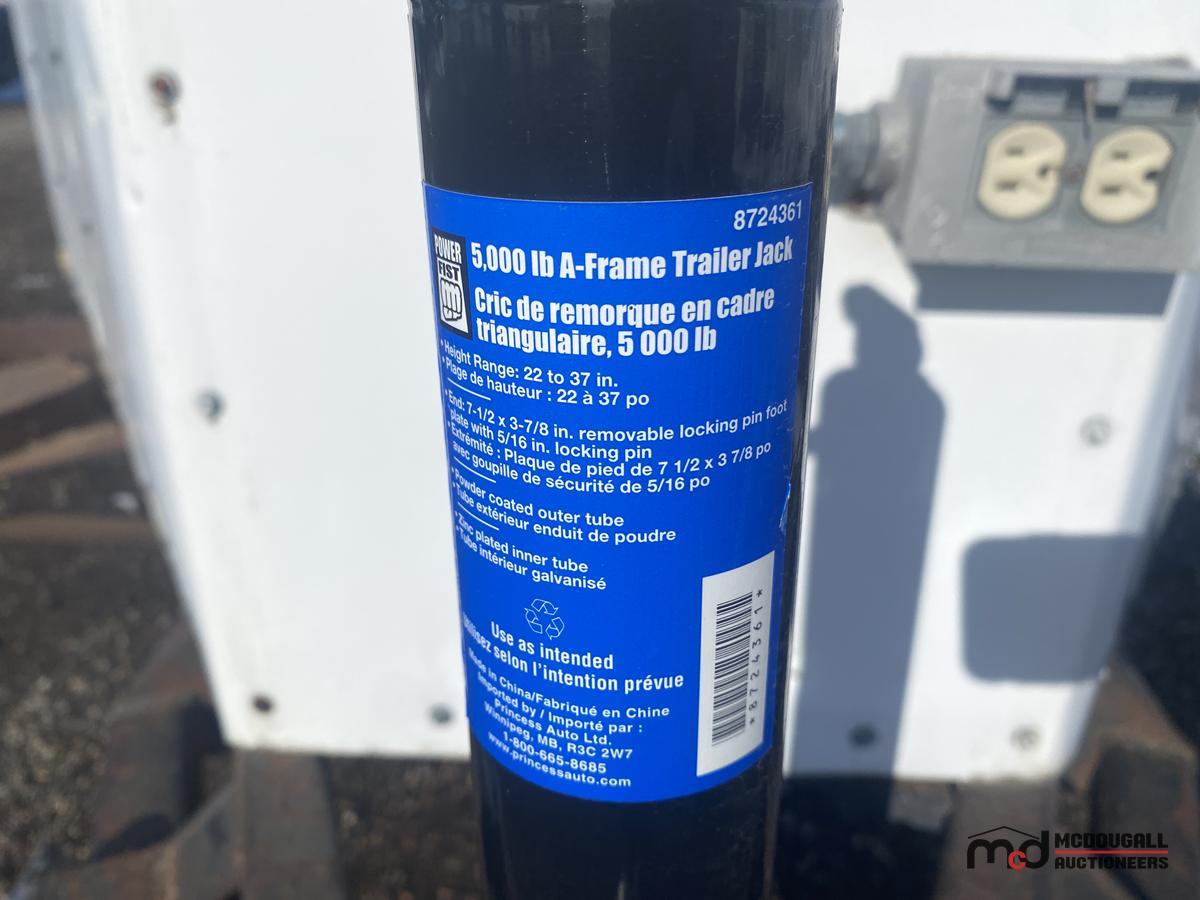 8724361
POWER
FIST
5,000 lb A-Frame Trailer Jack
Cric de remorque en cadre
triangulaire, 5 000 lb
• Height Range: 22 to 37 in.
• Plage de hauteur : 22 à 37 po
• End: 7-1/2 x 3-7/8 in. removable locking pin foot
plate with 5/16 in. locking pin
• Extrémité : Plaque de pied de 7 1/2 x 3 7/8 po
avec goupille de sécurité de 5/16 po
• Powder coated outer tube
• Tube extérieur enduit de poudre
• Zinc plated inner tube
• Tube intérieur galvanisé
Use as intended
Utilisez selon l'intention prévue
Made in China/Fabriqué en Chine
Imported by / Importé par :
Princess Auto Ltd.
Winnipeg, MB, R3C 2W7
1-800-665-8685
www.princessauto.com
*8724361*
mcd
MCDOUGALL
AUCTIONEERS